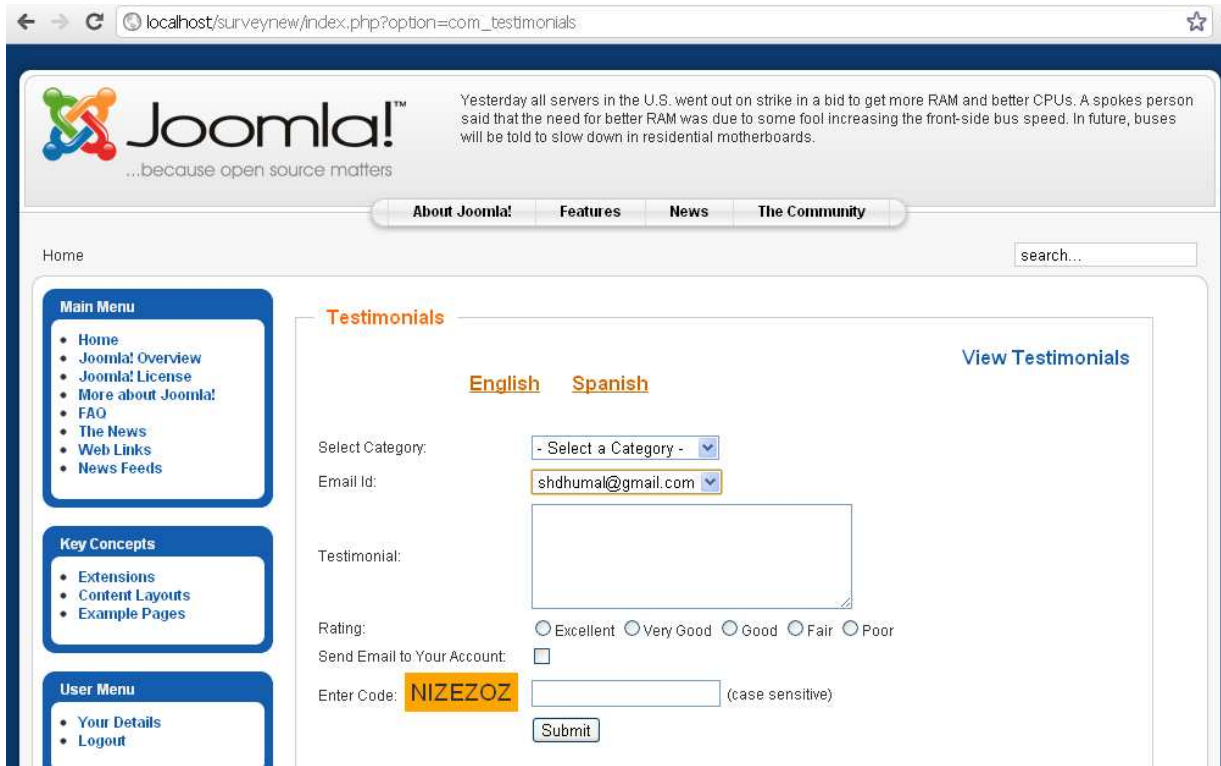 localhost/surveynew/index.php?option=com_testimonials
Joomla!™
...because open source matters
Yesterday all servers in the U.S. went out on strike in a bid to get more RAM and better CPUs. A spokes person
said that the need for better RAM was due to some fool increasing the front-side bus speed. In future, buses
will be told to slow down in residential motherboards.
About Joomla! Features News The Community
Home
search...
Main Menu
Home
Joomla! Overview
Joomla! License
More about Joomla!
FAQ
The News
Web Links
News Feeds
Key Concepts
Extensions
Content Layouts
Example Pages
User Menu
Your Details
Logout
Testimonials
View Testimonials
English Spanish
Select Category: - Select a Category -
Email Id: shdhumal@gmail.com
Testimonial:
Rating: Excellent Very Good Good Fair Poor
Send Email to Your Account:
Enter Code: NIZEZOZ (case sensitive)
Submit